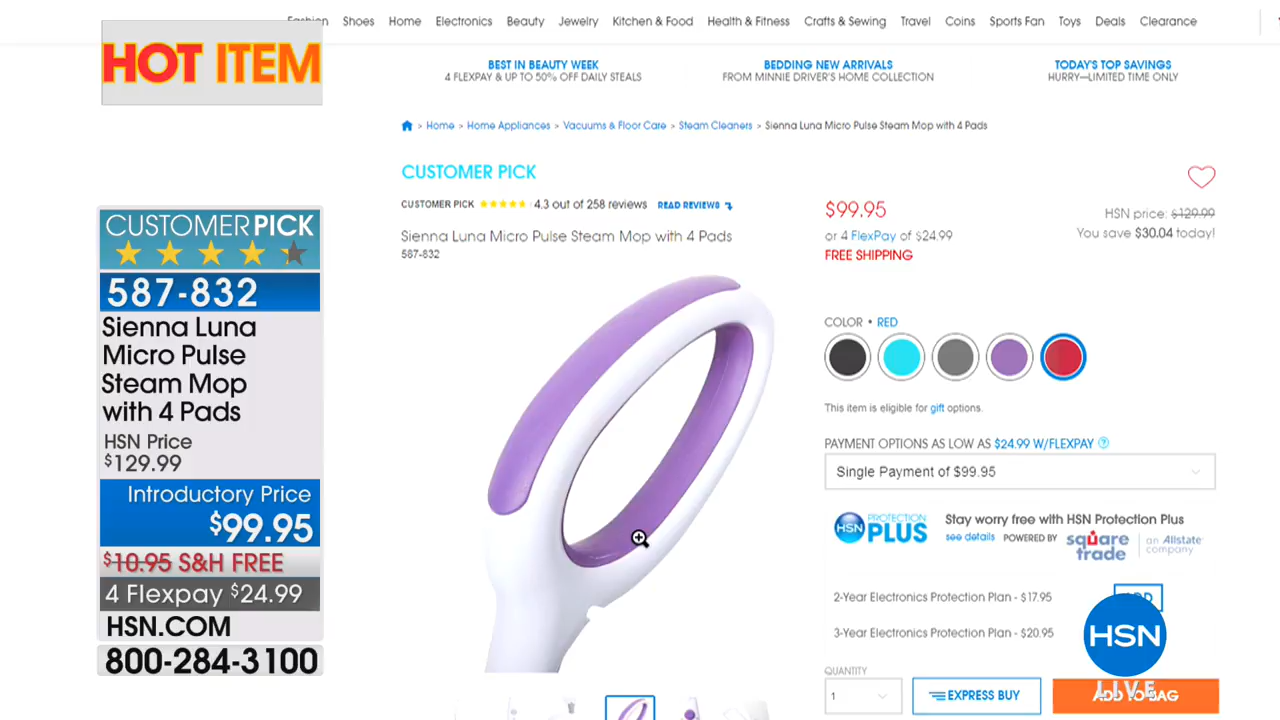 Fashion Shoes Home Electronics Beauty Jewelry Kitchen & Food Health & Fitness Crafts & Sewing Travel Coins Sports Fan Toys Deals Clearance
HOT ITEM
BEST IN BEAUTY WEEK
4 FLEXPAY & UP TO 50% OFF DAILY STEALS
BEDDING NEW ARRIVALS
FROM MINNIE DRIVER'S HOME COLLECTION
TODAY'S TOP SAVINGS
HURRY—LIMITED TIME ONLY
> Home > Home Appliances > Vacuums & Floor Care > Steam Cleaners > Sienna Luna Micro Pulse Steam Mop with 4 Pads
CUSTOMER PICK
CUSTOMER PICK 4.3 out of 258 reviews READ REVIEWS
Sienna Luna Micro Pulse Steam Mop with 4 Pads
587-832
$99.95
or 4 FlexPay of $24.99
FREE SHIPPING
HSN price: $129.99
You save $30.04 today!
COLOR • RED
This item is eligible for gift options.
PAYMENT OPTIONS AS LOW AS $24.99 W/FLEXPAY ?
Single Payment of $99.95
HSN PROTECTION PLUS
Stay worry free with HSN Protection Plus
see details POWERED BY square trade an Allstate company
2-Year Electronics Protection Plan - $17.95
ADD
3-Year Electronics Protection Plan - $20.95
QUANTITY
1
EXPRESS BUY
ADD TO BAG
HSN
LIVE
CUSTOMER PICK
587-832
Sienna Luna
Micro Pulse
Steam Mop
with 4 Pads
HSN Price
$129.99
Introductory Price
$99.95
$10.95 S&H FREE
4 Flexpay $24.99
HSN.COM
800-284-3100